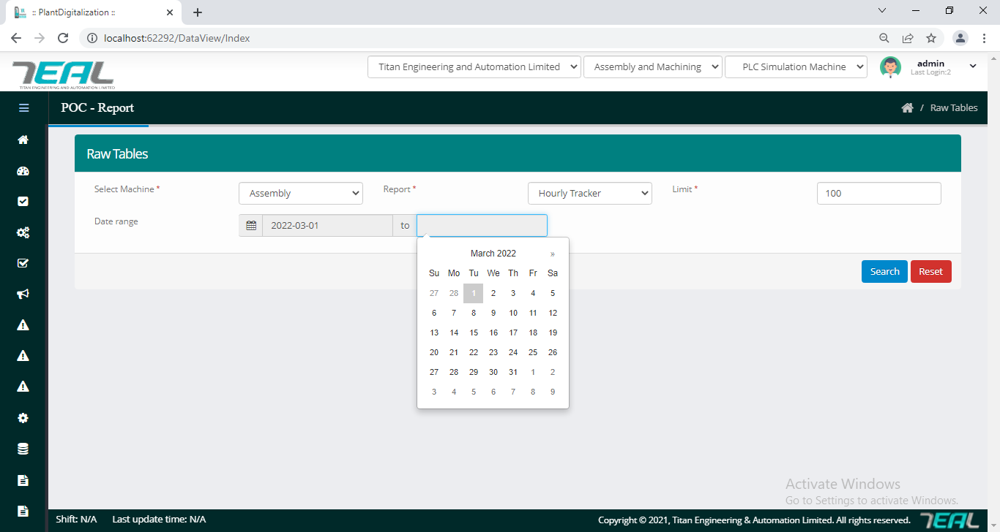 :: PlantDigitalization ::
localhost:62292/DataView/Index
TEAL
TITAN ENGINEERING AND AUTOMATION LIMITED
Titan Engineering and Automation Limited
Assembly and Machining
PLC Simulation Machine
admin
Last Login:2
POC - Report
/ Raw Tables
Raw Tables
Select Machine *
Assembly
Report *
Hourly Tracker
Limit *
100
Date range
2022-03-01
to
March 2022 »
Su Mo Tu We Th Fr Sa
27 28 1 2 3 4 5
6 7 8 9 10 11 12
13 14 15 16 17 18 19
20 21 22 23 24 25 26
27 28 29 30 31 1 2
3 4 5 6 7 8 9
Search
Reset
Activate Windows
Go to Settings to activate Windows.
Shift: N/A Last update time: N/A
Copyright © 2021, Titan Engineering & Automation Limited. All rights reserved.
TEAL